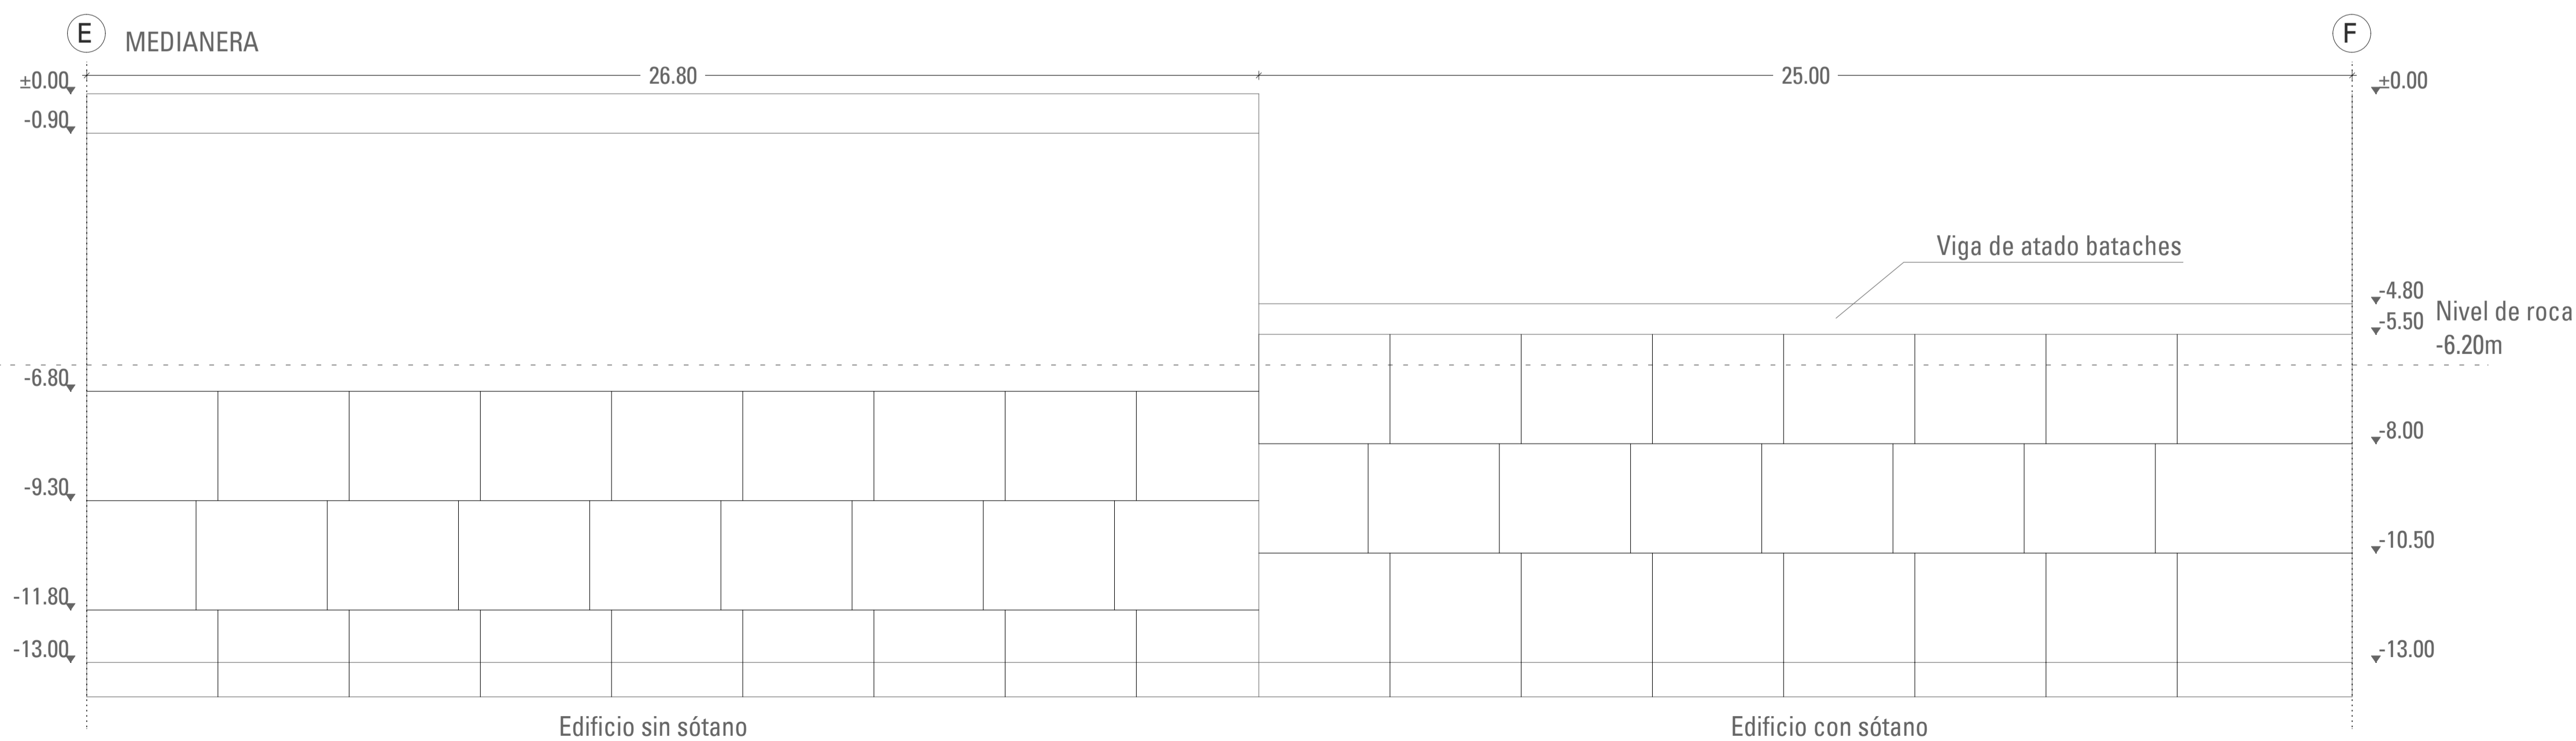 E MEDIANERA F
26.80 25.00
±0.00 ±0.00
-0.90
Viga de atado bataches
-4.80
Nivel de roca
-5.50
-6.20m
-6.80
-8.00
-9.30
-10.50
-11.80
-13.00 -13.00
Edificio sin sótano Edificio con sótano